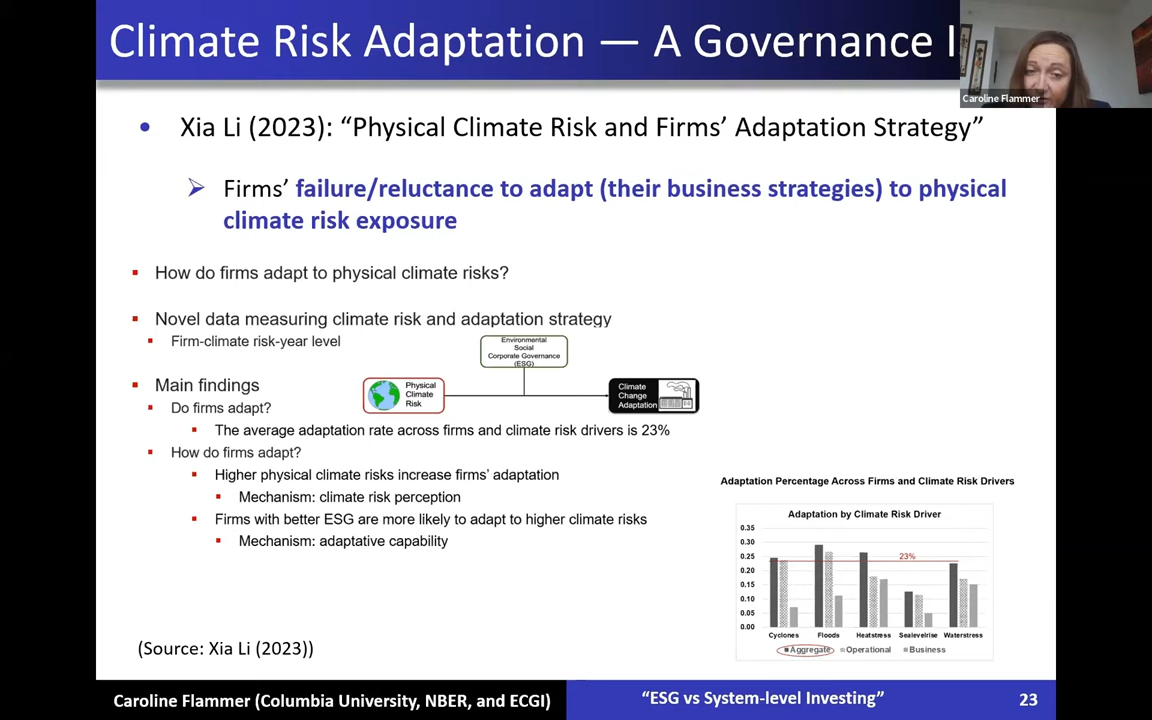 Climate Risk Adaptation — A Governance
Caroline Flammer
• Xia Li (2023): “Physical Climate Risk and Firms’ Adaptation Strategy”
Firms’ failure/reluctance to adapt (their business strategies) to physical
climate risk exposure
How do firms adapt to physical climate risks?
Novel data measuring climate risk and adaptation strategy
Firm-climate risk-year level
Environmental
Social
Corporate Governance
(ESG)
Main findings
Physical
Climate
Risk
Climate
Change
Adaptation
Do firms adapt?
The average adaptation rate across firms and climate risk drivers is 23%
How do firms adapt?
Higher physical climate risks increase firms’ adaptation
Mechanism: climate risk perception
Firms with better ESG are more likely to adapt to higher climate risks
Mechanism: adaptative capability
Adaptation Percentage Across Firms and Climate Risk Drivers
Adaptation by Climate Risk Driver
0.35
0.30
0.25
0.20
0.15
0.10
0.05
0.00
23%
Cyclones Floods Heatstress Sealevelrise Waterstress
Aggregate Operational Business
(Source: Xia Li (2023))
Caroline Flammer (Columbia University, NBER, and ECGI)
“ESG vs System-level Investing”
23